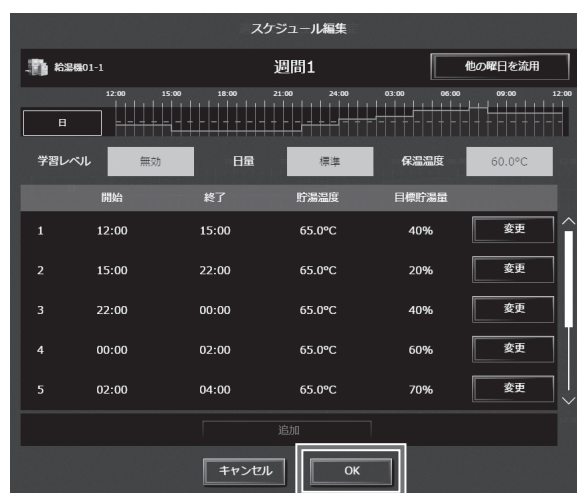 スケジュール編集
給湯機01-1 週間1 他の曜日を流用
12:00 15:00 18:00 21:00 24:00 03:00 06:00 09:00 12:00
日
学習レベル 無効 日量 標準 保温温度 60.0℃
開始 終了 貯湯温度 目標貯湯量
1 12:00 15:00 65.0℃ 40% 変更
2 15:00 22:00 65.0℃ 20% 変更
3 22:00 00:00 65.0℃ 40% 変更
4 00:00 02:00 65.0℃ 60% 変更
5 02:00 04:00 65.0℃ 70% 変更
追加
キャンセル OK